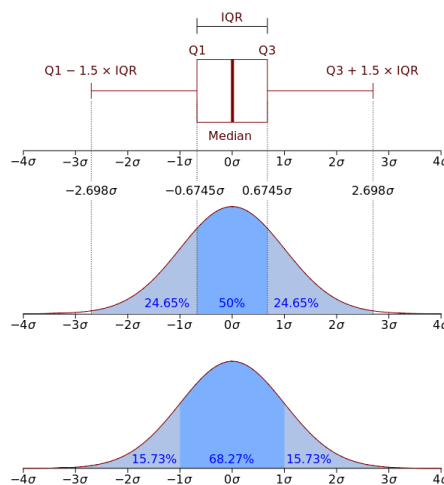 IQR
Q1 Q3
Q1 − 1.5 × IQR Q3 + 1.5 × IQR
Median
−4σ −3σ −2σ −1σ 0σ 1σ 2σ 3σ 4σ
−2.698σ −0.6745σ 0.6745σ 2.698σ
24.65% 50% 24.65%
−4σ −3σ −2σ −1σ 0σ 1σ 2σ 3σ 4σ
15.73% 68.27% 15.73%
−4σ −3σ −2σ −1σ 0σ 1σ 2σ 3σ 4σ